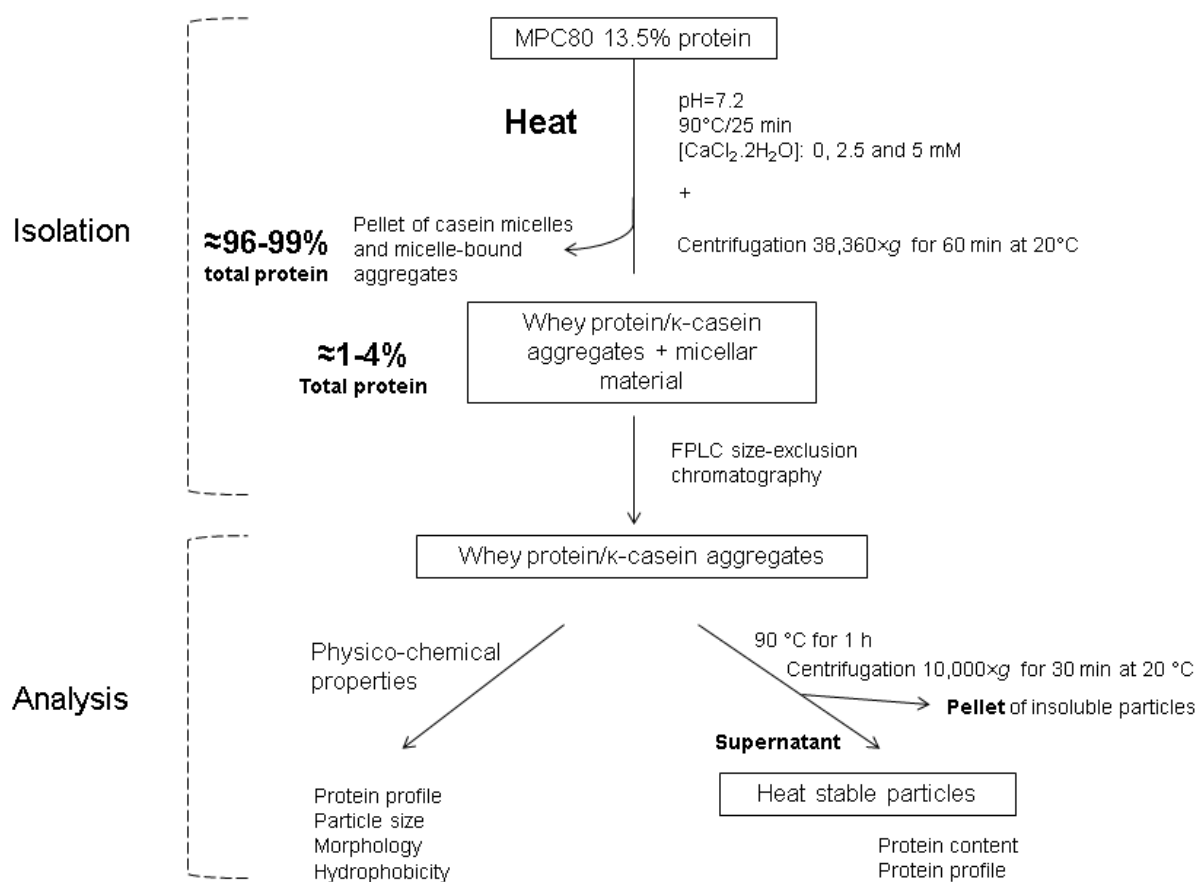 MPC80 13.5% protein
Heat
pH=7.2
90°C/25 min
[CaCl₂.2H₂O]: 0, 2.5 and 5 mM
+
Centrifugation 38,360×g for 60 min at 20°C
Isolation
≈96-99%
total protein
Pellet of casein micelles
and micelle-bound
aggregates
Whey protein/κ-casein
aggregates + micellar
material
≈1-4%
Total protein
FPLC size-exclusion
chromatography
Whey protein/κ-casein aggregates
Analysis
Physico-chemical
properties
90 °C for 1 h
Centrifugation 10,000×g for 30 min at 20 °C
Pellet of insoluble particles
Supernatant
Protein profile
Particle size
Morphology
Hydrophobicity
Heat stable particles
Protein content
Protein profile